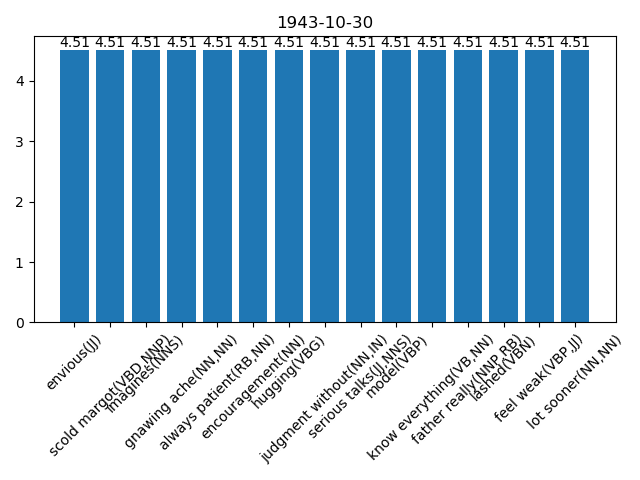 1943-10-30
4.51 4.51 4.51 4.51 4.51 4.51 4.51 4.51 4.51 4.51 4.51 4.51 4.51 4.51 4.51
4
3
2
1
0
envious(JJ)
scold margot(VBD,NNP)
imagines(NNS)
gnawing ache(NN,NN)
always patient(RB,NN)
encouragement(NN)
hugging(VBG)
judgment without(NN,IN)
serious talks(JJ,NNS)
model(VBP)
know everything(VB,NN)
father really(NNP,RB)
lashed(VBN)
feel weak(VBP,JJ)
lot sooner(NN,NN)